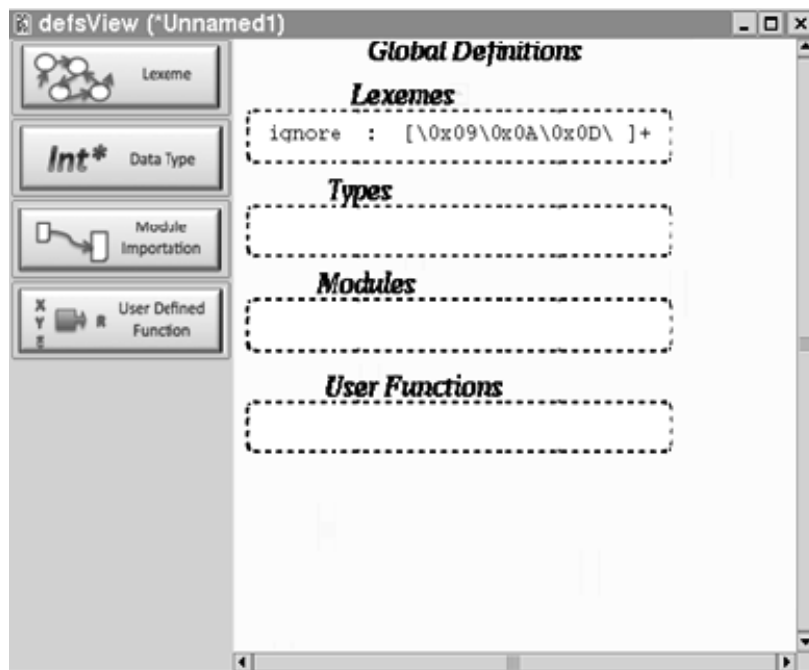 defsView (*Unnamed1)
Lexeme
Int* Data Type
Module
Importation
X
Y
R
User Defined
Function
Global Definitions
Lexemes
ignore : [\0x09\0x0A\0x0D\ ]+
Types
Modules
User Functions